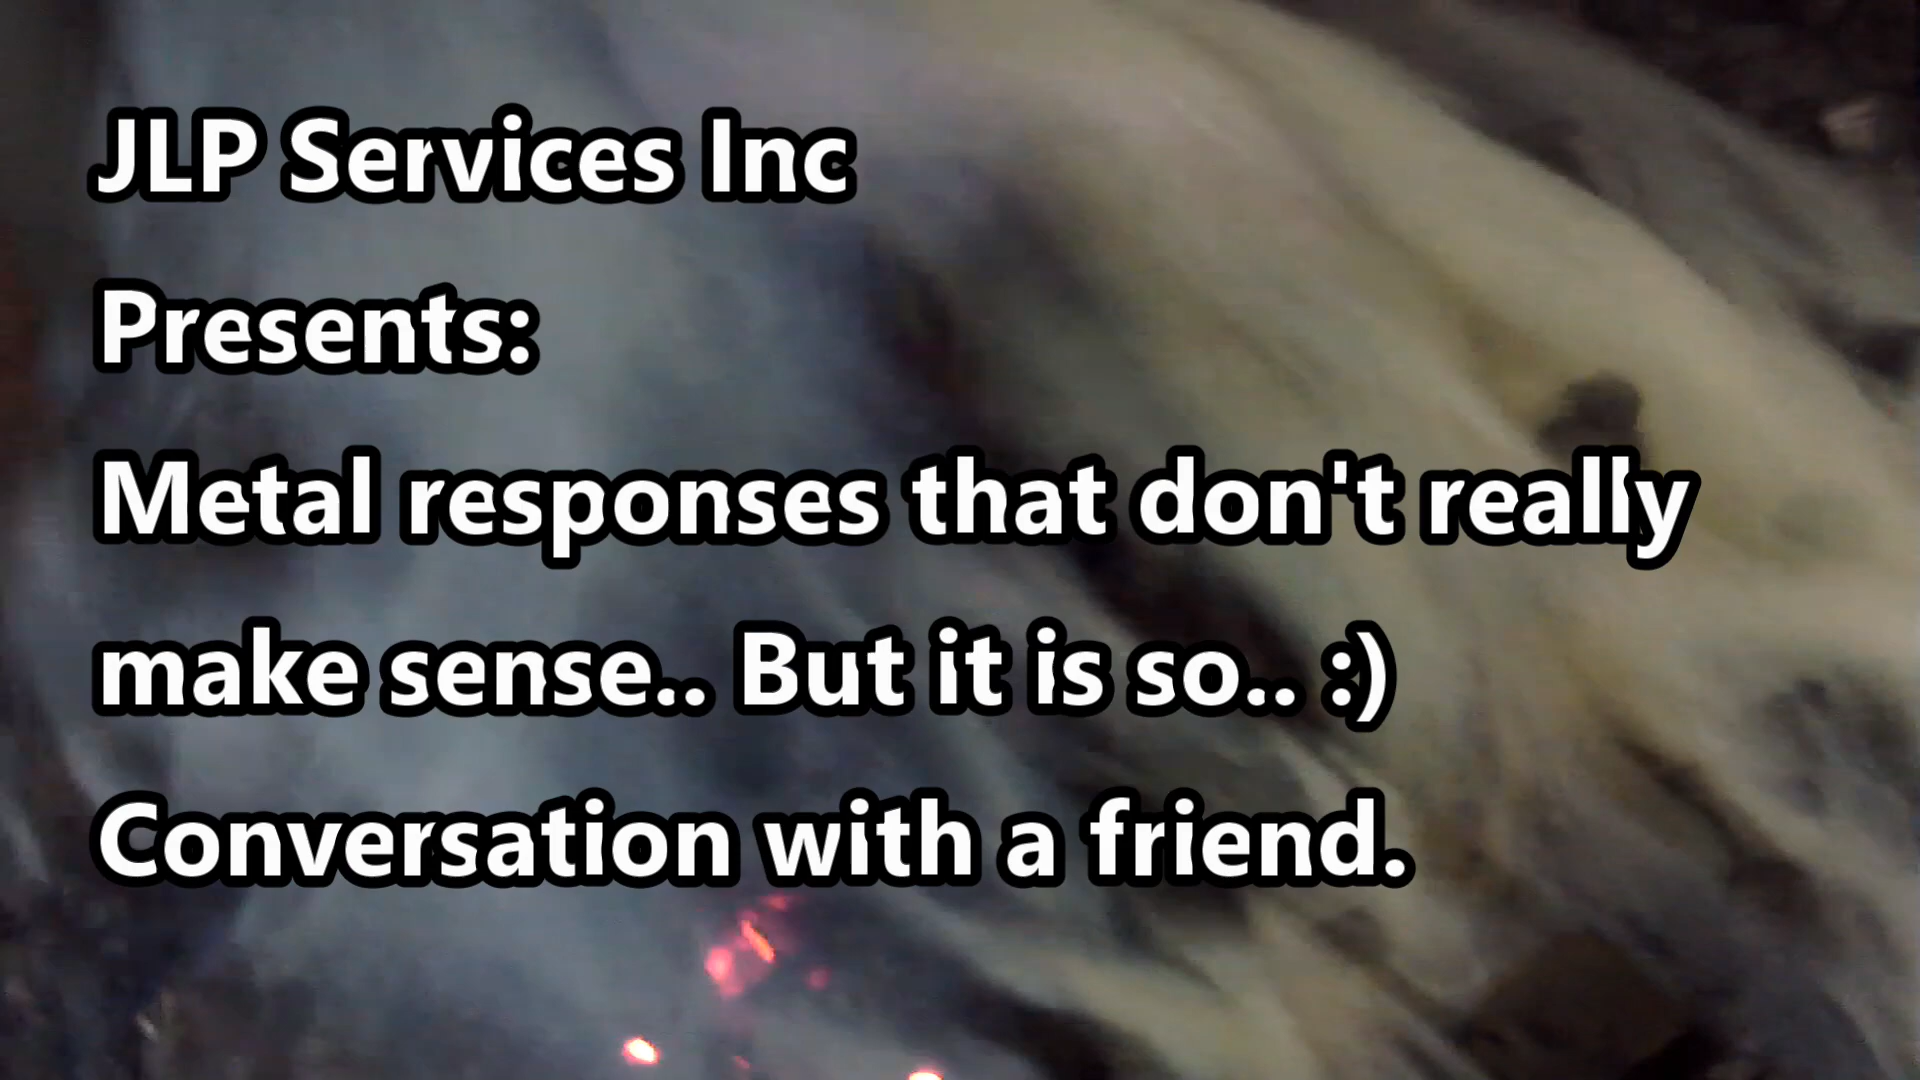 JLP Services Inc
Presents:
Metal responses that don't really
make sense.. But it is so.. :)
Conversation with a friend.